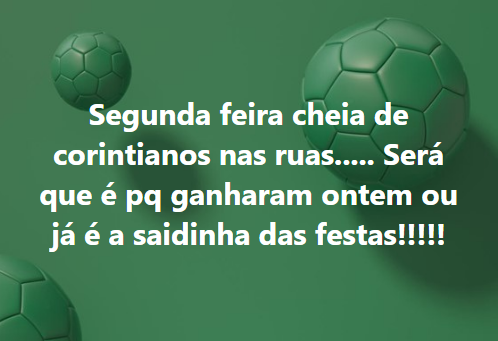 Segunda feira cheia de
corintianos nas ruas..... Será
que é pq ganharam ontem ou
já é a saidinha das festas!!!!!